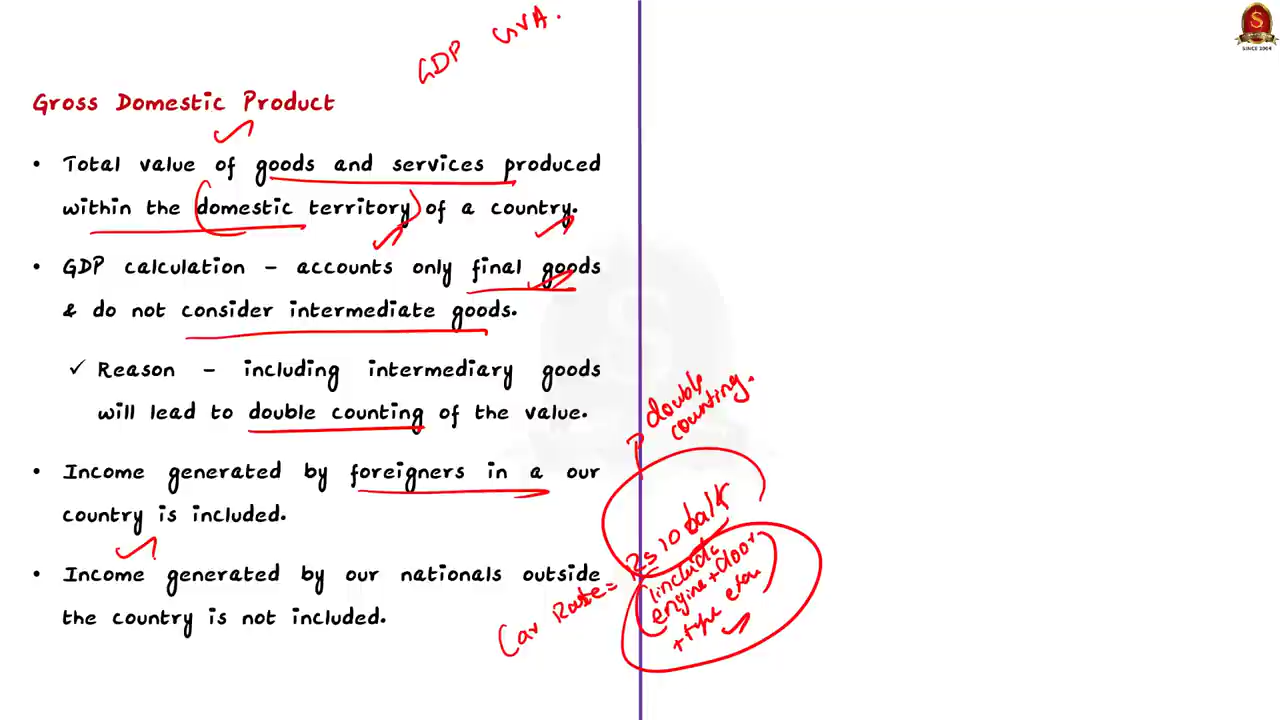 GDP GVA.
SINCE 2004
Gross Domestic Product
• Total value of goods and services produced
within the domestic territory of a country.
• GDP calculation – accounts only final goods
& do not consider intermediate goods.
✓ Reason – including intermediary goods
will lead to double counting of the value.
• Income generated by foreigners in a our
country is included.
• Income generated by our nationals outside
the country is not included.
double
counting.
Car Rate = Rs 10
(include
engine + door
+